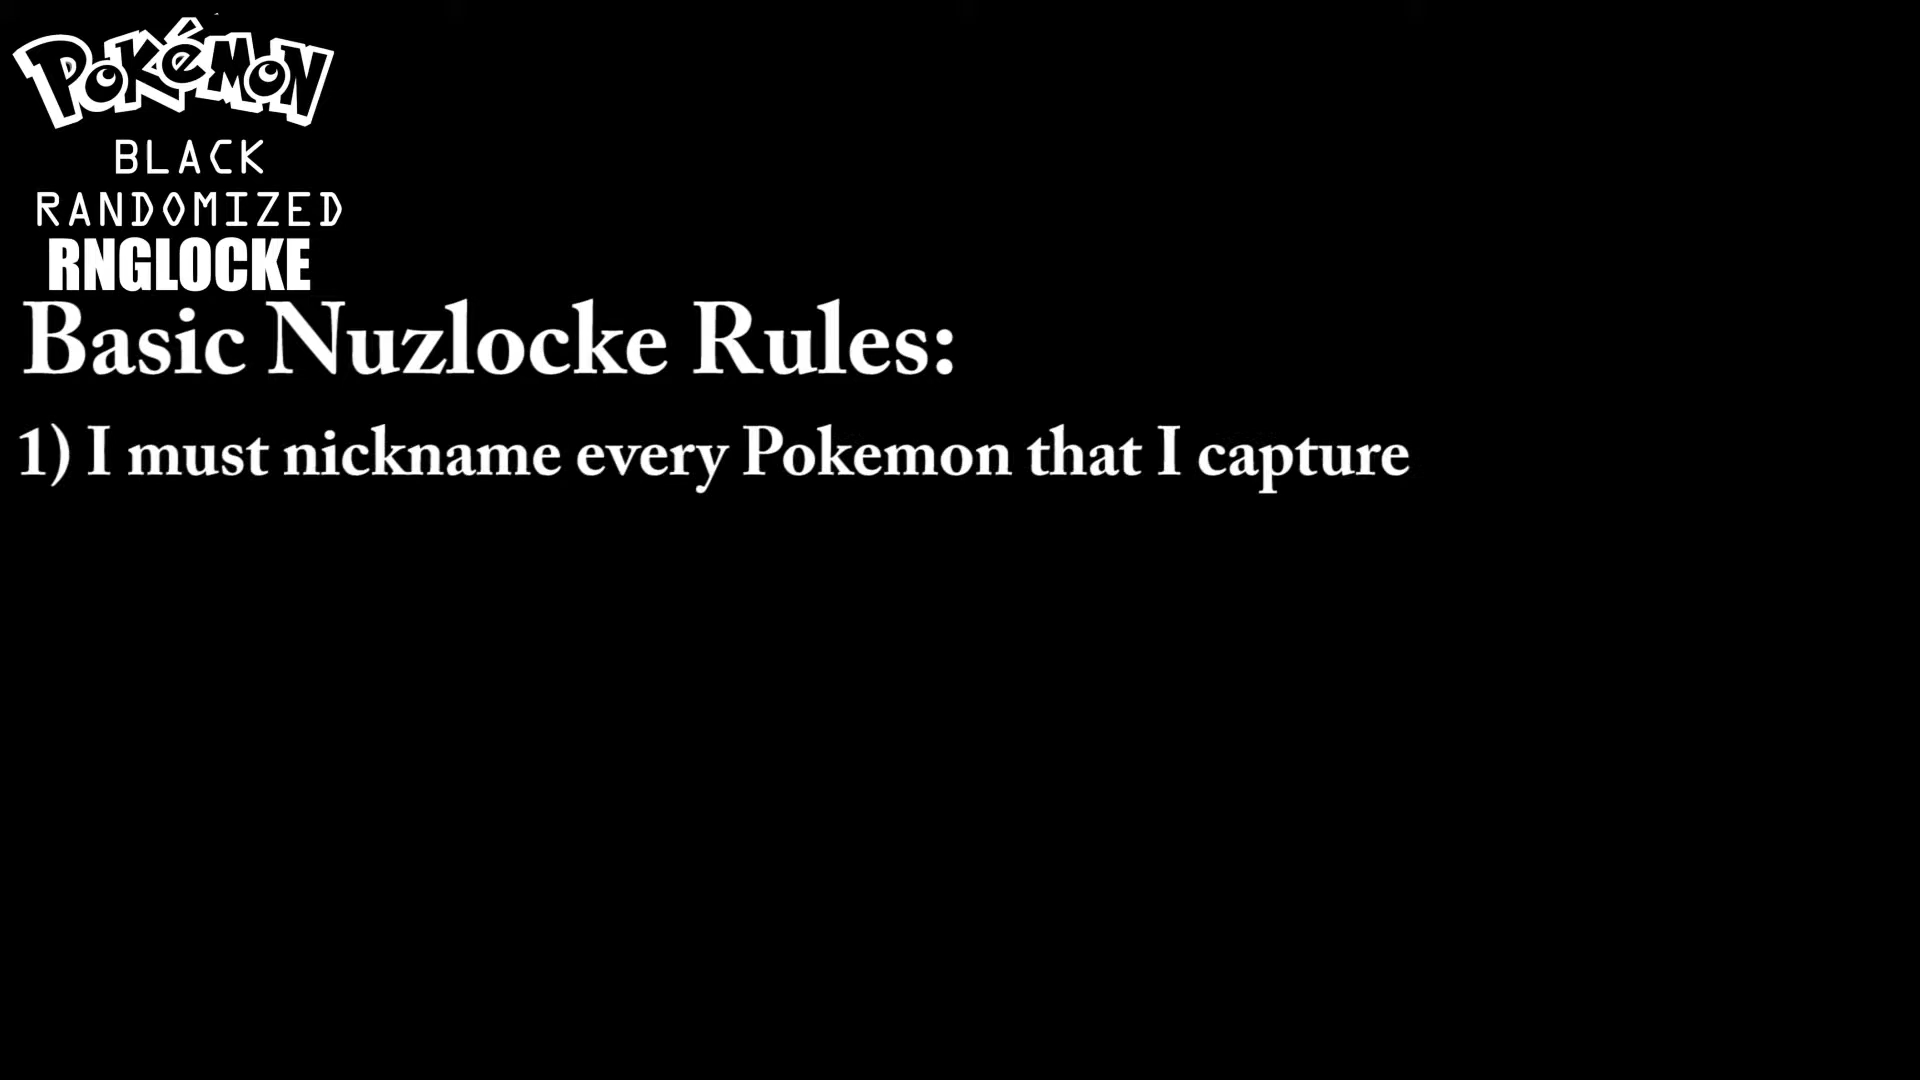 Pokémon
BLACK
RANDOMIZED
RNGLOCKE
Basic Nuzlocke Rules:
1) I must nickname every Pokemon that I capture